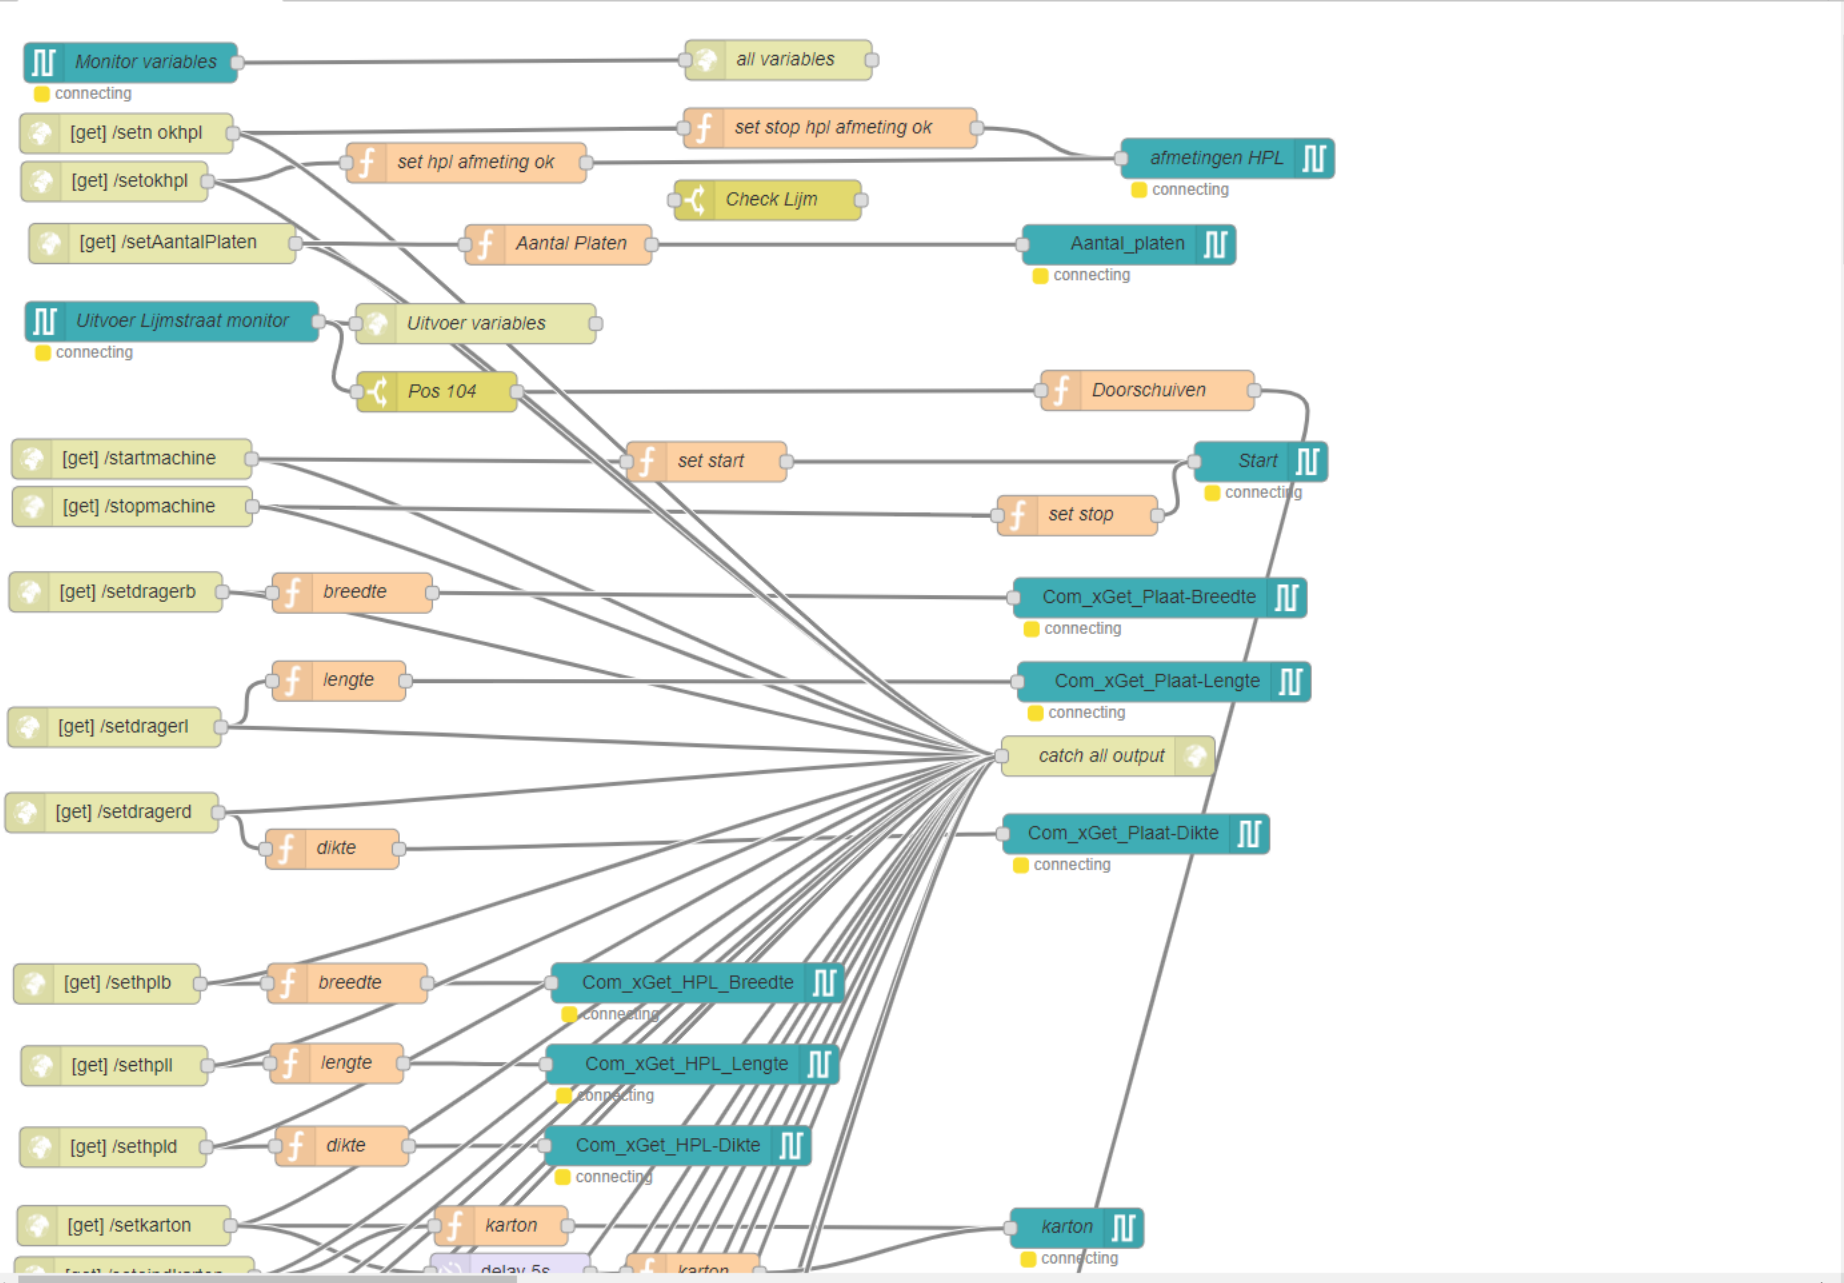 Monitor variables
all variables
connecting
[get] /setn okhpl
set stop hpl afmeting ok
set hpl afmeting ok
afmetingen HPL
connecting
[get] /setokhpl
Check Lijm
[get] /setAantalPlaten
Aantal Platen
Aantal_platen
connecting
Uitvoer Lijmstraat monitor
Uitvoer variables
connecting
Pos 104
Doorschuiven
[get] /startmachine
set start
Start
connecting
[get] /stopmachine
set stop
[get] /setdragerb
breedte
Com_xGet_Plaat-Breedte
connecting
lengte
Com_xGet_Plaat-Lengte
connecting
[get] /setdragerl
catch all output
[get] /setdragerd
dikte
Com_xGet_Plaat-Dikte
connecting
[get] /sethplb
breedte
Com_xGet_HPL_Breedte
connecting
[get] /sethpll
lengte
Com_xGet_HPL_Lengte
connecting
[get] /sethpld
dikte
Com_xGet_HPL-Dikte
connecting
[get] /setkarton
karton
karton
connecting
delay 5s
karton